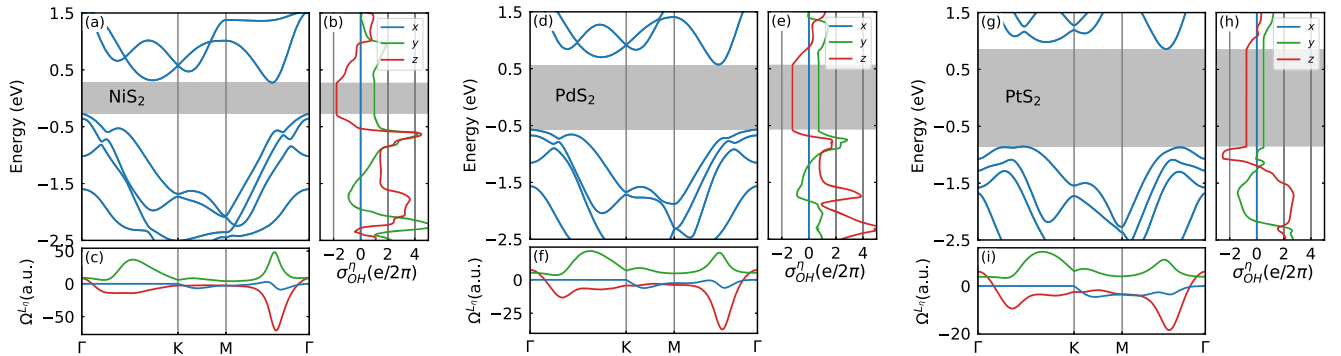 (a)
1.5
0.5
−0.5
−1.5
−2.5
Energy (eV)
NiS2
(b)
x
y
z
−2 0 2 4
σ^η_OH(e/2π)
(c)
50
0
−50
Ω^Lη(a.u.)
Γ K M Γ
(d)
1.5
0.5
−0.5
−1.5
−2.5
Energy (eV)
PdS2
(e)
x
y
z
−2 0 2 4
σ^η_OH(e/2π)
(f)
25
0
−25
Ω^Lη(a.u.)
Γ K M Γ
(g)
1.5
0.5
−0.5
−1.5
−2.5
Energy (eV)
PtS2
(h)
x
y
z
−2 0 2 4
σ^η_OH(e/2π)
(i)
0
−20
Ω^Lη(a.u.)
Γ K M Γ